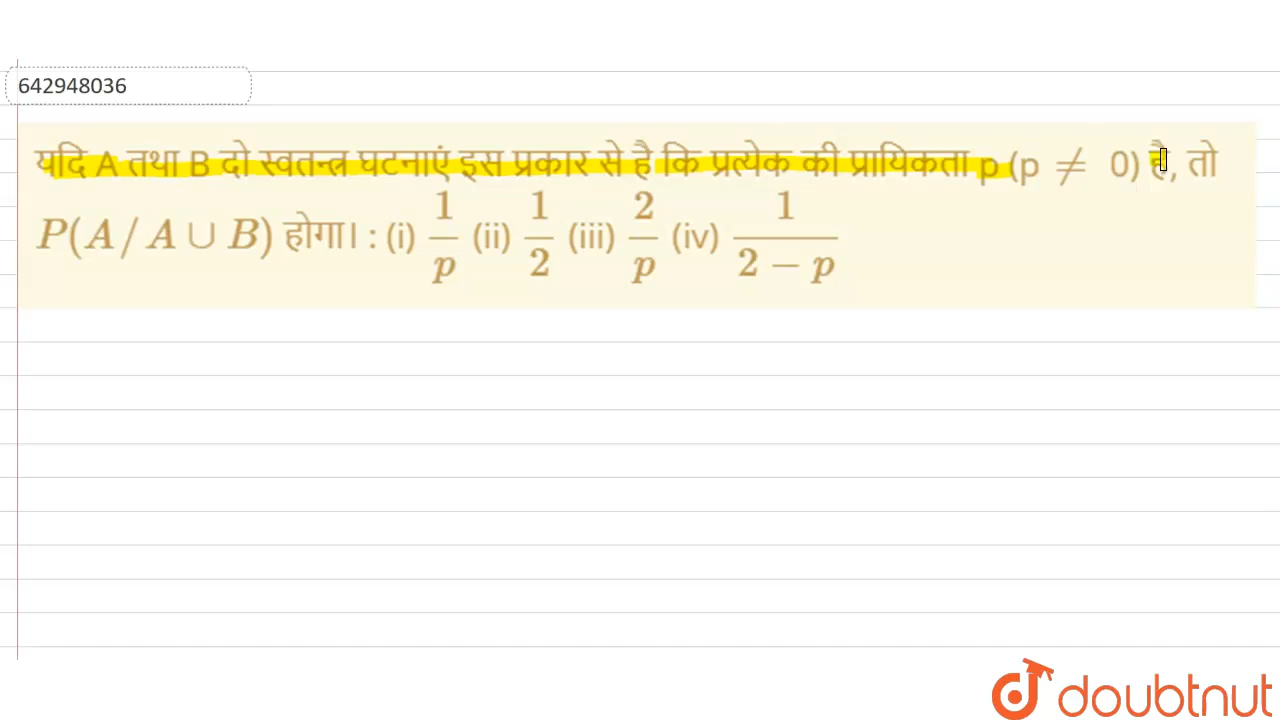 642948036
यदि A तथा B दो स्वतन्त्र घटनाएं इस प्रकार से है कि प्रत्येक की प्रायिकता p (p ≠ 0) है, तो
P(A/A ∪ B) होगा। : (i) 1/p (ii) 1/2 (iii) 2/p (iv) 1/(2 − p)
doubtnut